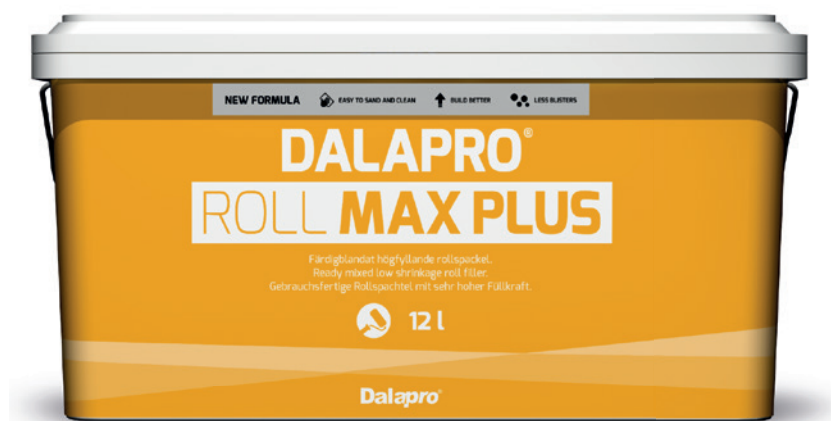 NEW FORMULA EASY TO SAND AND CLEAN BUILD BETTER LESS BLISTERS
DALAPRO®
ROLL MAX PLUS
Färdigblandat högfyllande rollspackel.
Ready mixed low shrinkage roll filler.
Gebrauchsfertige Rollspachtel mit sehr hoher Füllkraft.
12 l
Dalapro®